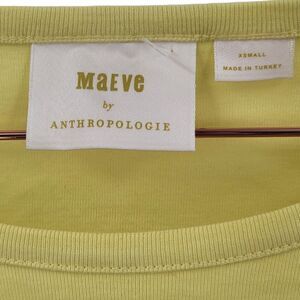 MaEve
by
ANTHROPOLOGIE
XSMALL
MADE IN TURKEY